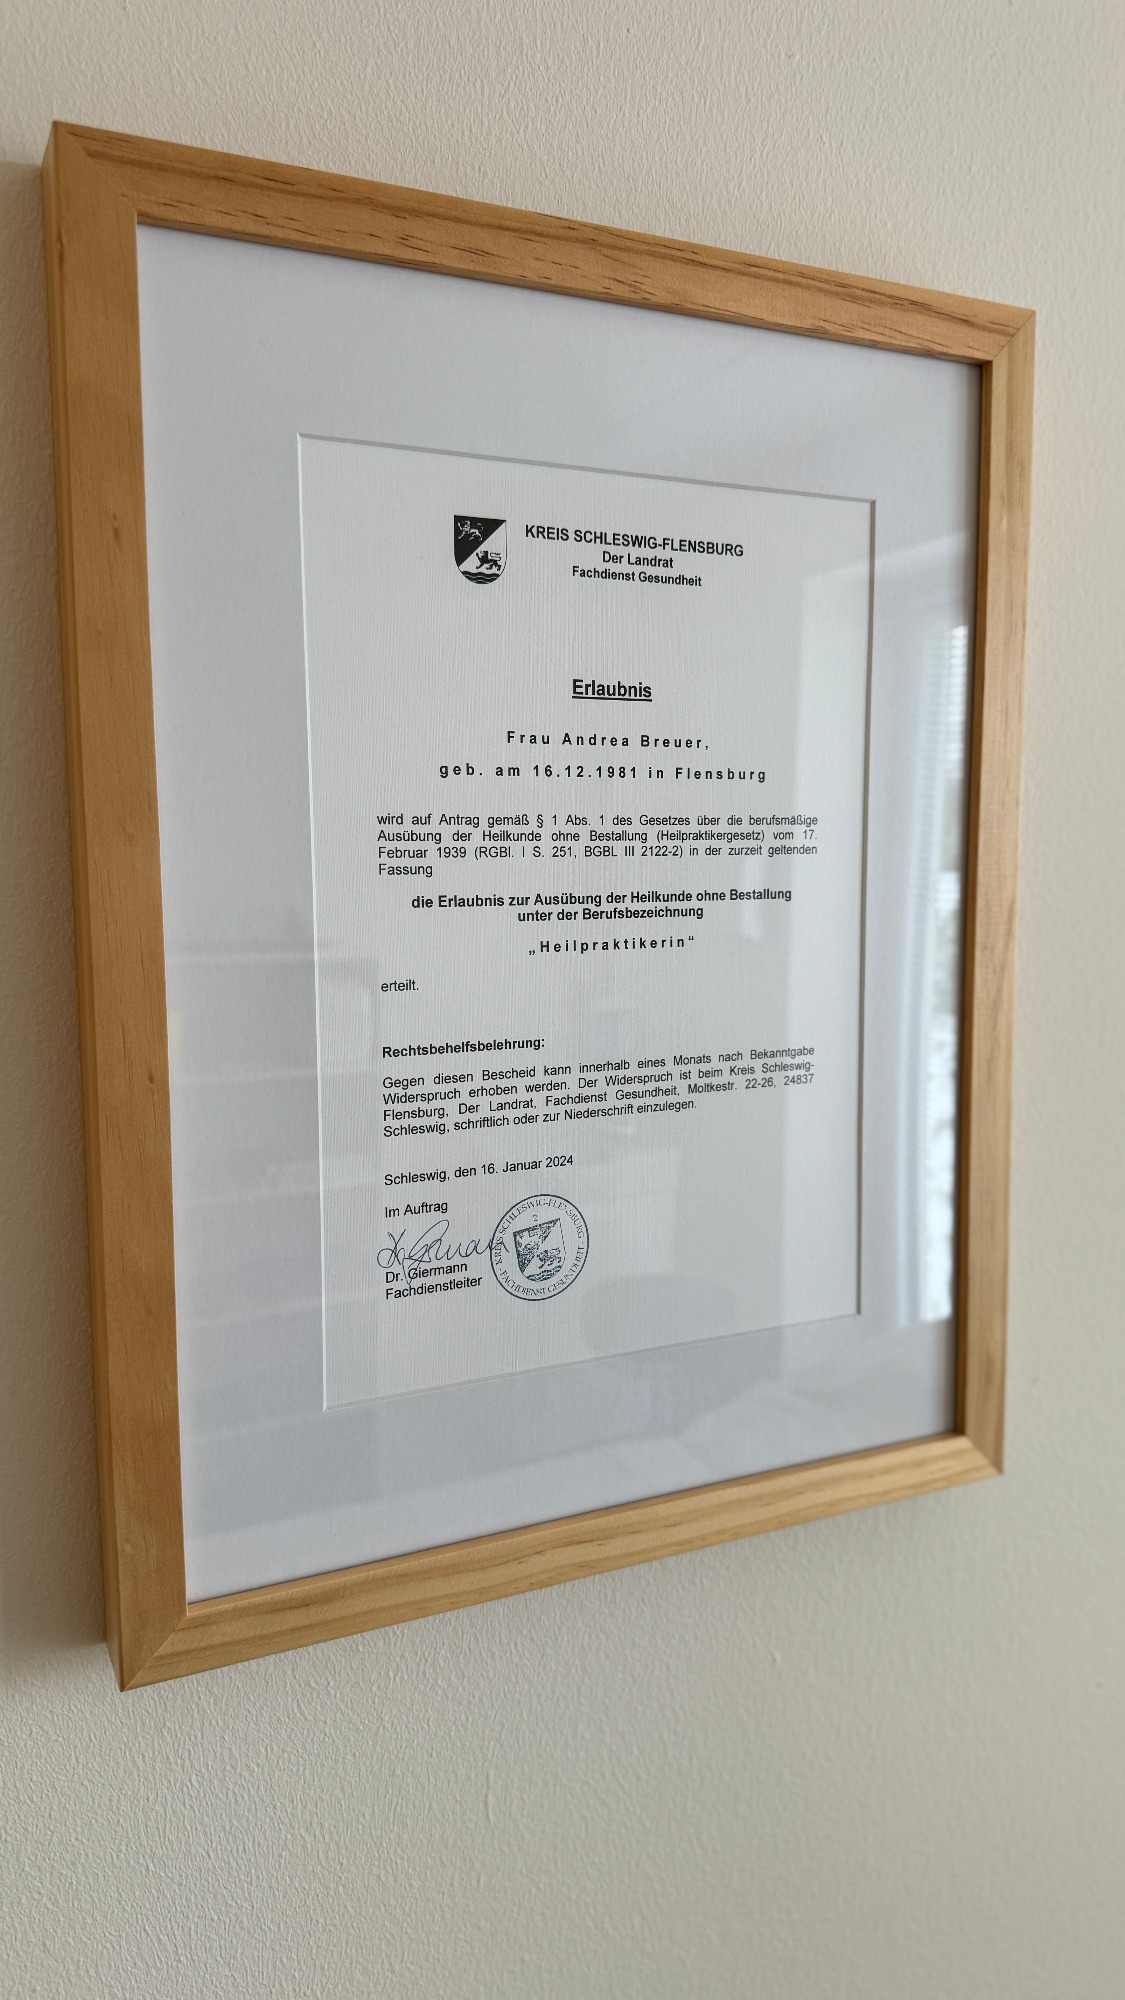 KREIS SCHLESWIG-FLENSBURG
Der Landrat
Fachdienst Gesundheit
Erlaubnis
Frau Andrea Breuer,
geb. am 16.12.1981 in Flensburg
wird auf Antrag gemäß § 1 Abs. 1 des Gesetzes über die berufsmäßige
Ausübung der Heilkunde ohne Bestallung (Heilpraktikergesetz) vom 17.
Februar 1939 (RGBl. I S. 251, BGBL III 2122-2) in der zurzeit geltenden
Fassung
die Erlaubnis zur Ausübung der Heilkunde ohne Bestallung
unter der Berufsbezeichnung
„Heilpraktikerin“
erteilt.
Rechtsbehelfsbelehrung:
Gegen diesen Bescheid kann innerhalb eines Monats nach Bekanntgabe
Widerspruch erhoben werden. Der Widerspruch ist beim Kreis Schleswig-
Flensburg, Der Landrat, Fachdienst Gesundheit, Moltkestr. 22-26, 24837
Schleswig, schriftlich oder zur Niederschrift einzulegen.
Schleswig, den 16. Januar 2024
Im Auftrag
Dr. Giermann
Fachdienstleiter
KREIS SCHLESWIG-FLENSBURG
2
- FACHDIENST GESUNDHEIT -